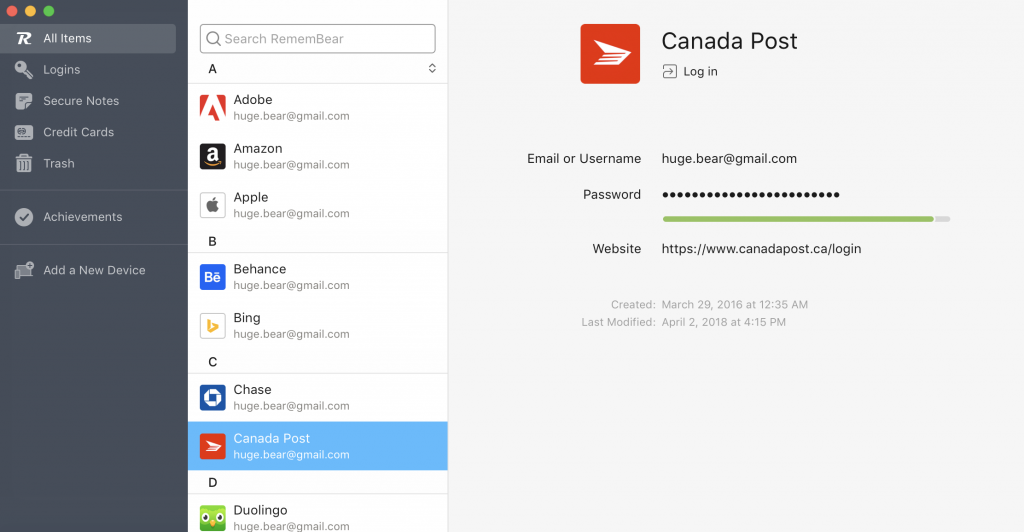 All Items
Logins
Secure Notes
Credit Cards
Trash
Achievements
Add a New Device
Search RememBear
A
Adobe
huge.bear@gmail.com
Amazon
huge.bear@gmail.com
Apple
huge.bear@gmail.com
B
Behance
huge.bear@gmail.com
Bing
huge.bear@gmail.com
C
Chase
huge.bear@gmail.com
Canada Post
huge.bear@gmail.com
D
Duolingo
huge.bear@gmail.com
Canada Post
Log in
Email or Username huge.bear@gmail.com
Password ••••••••••••••••••••••••
Website https://www.canadapost.ca/login
Created: March 29, 2016 at 12:35 AM
Last Modified: April 2, 2018 at 4:15 PM